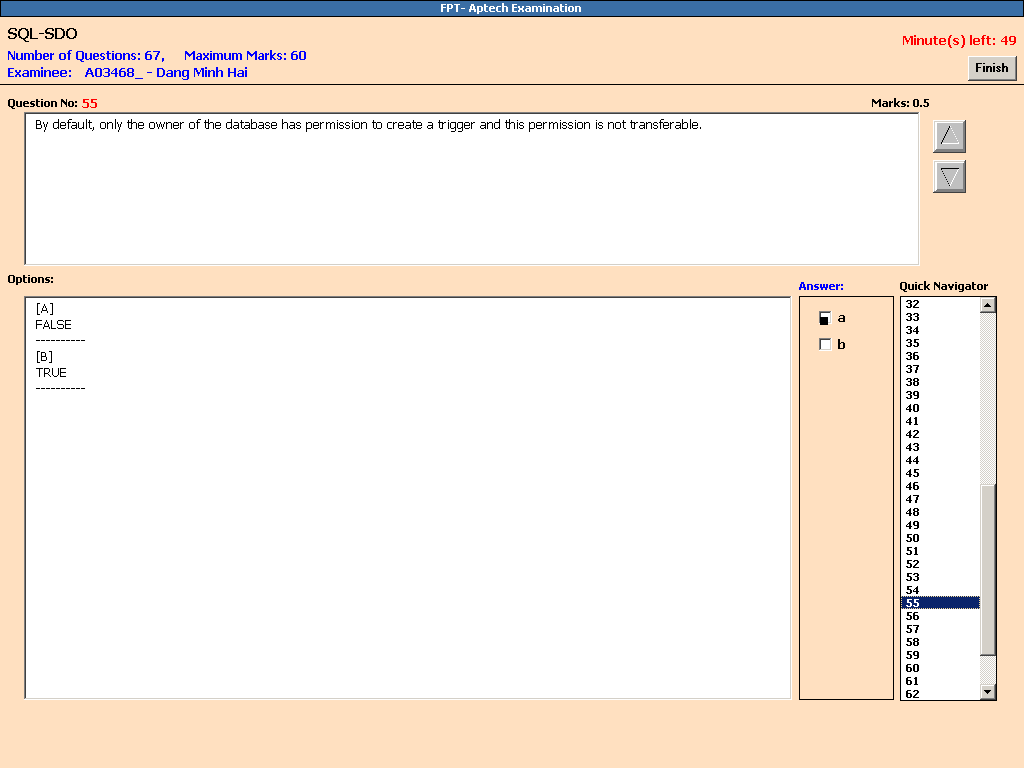 FPT- Aptech Examination
SQL-SDO
Minute(s) left: 49
Number of Questions: 67, Maximum Marks: 60
Examinee: A03468_ - Dang Minh Hai
Finish
Question No: 55
Marks: 0.5
By default, only the owner of the database has permission to create a trigger and this permission is not transferable.
Options:
Answer:
Quick Navigator
[A]
FALSE
----------
[B]
TRUE
----------
a
b
32
33
34
35
36
37
38
39
40
41
42
43
44
45
46
47
48
49
50
51
52
53
54
55
56
57
58
59
60
61
62